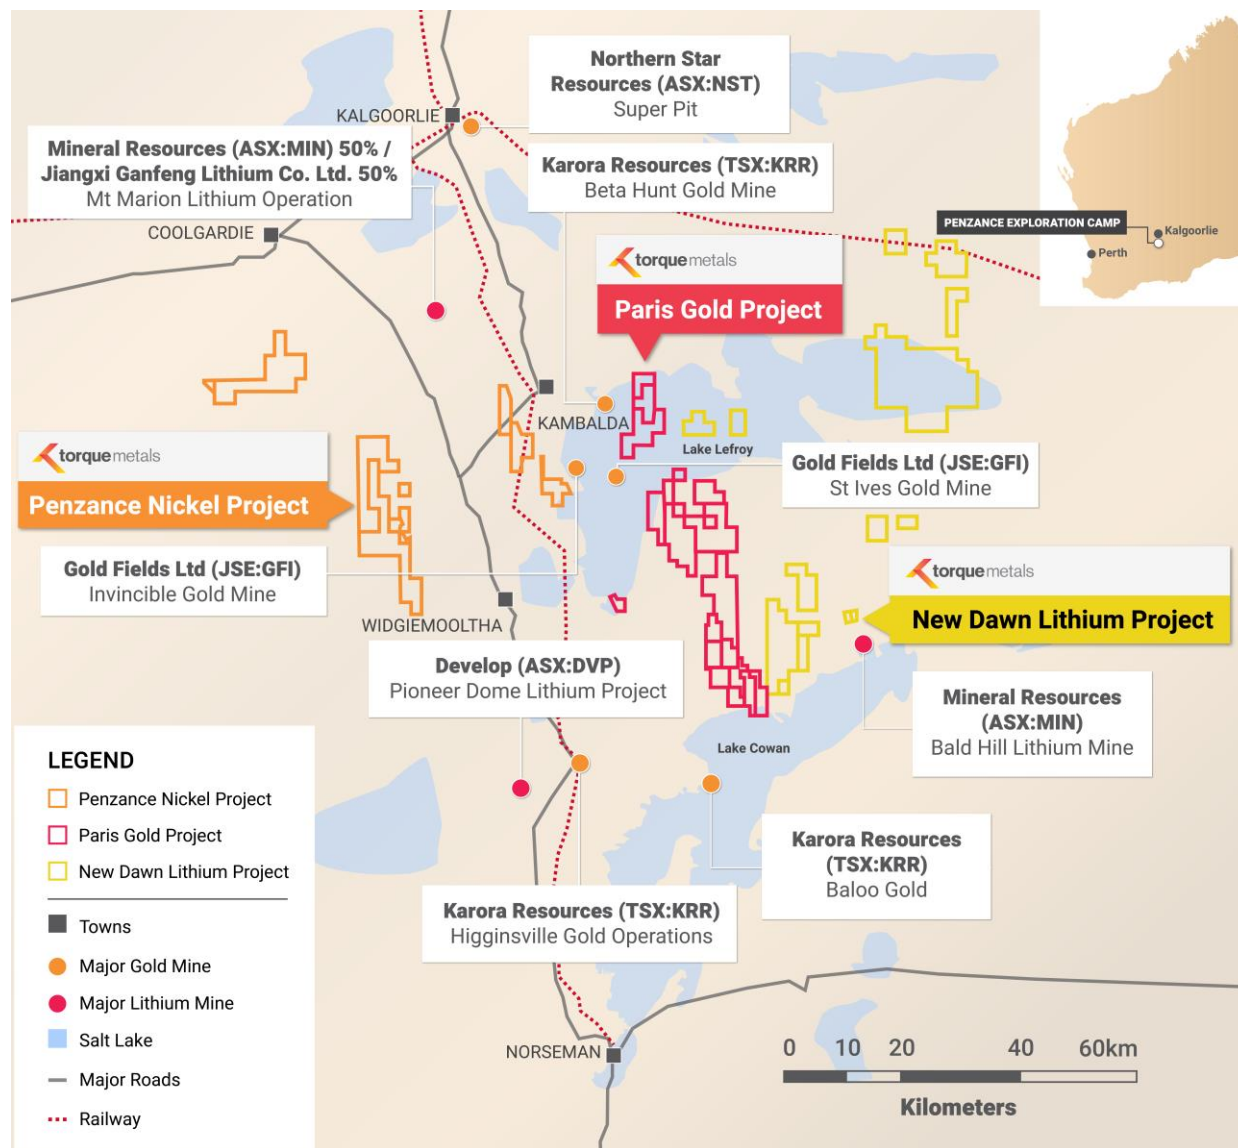 Northern Star
Resources (ASX:NST)
Super Pit
KALGOORLIE
Mineral Resources (ASX:MIN) 50% /
Jiangxi Ganfeng Lithium Co. Ltd. 50%
Mt Marion Lithium Operation
Karora Resources (TSX:KRR)
Beta Hunt Gold Mine
COOLGARDIE
PENZANCE EXPLORATION CAMP
Kalgoorlie
Perth
torquemetals
Paris Gold Project
KAMBALDA
Lake Lefroy
torquemetals
Penzance Nickel Project
Gold Fields Ltd (JSE:GFI)
St Ives Gold Mine
Gold Fields Ltd (JSE:GFI)
Invincible Gold Mine
torquemetals
New Dawn Lithium Project
WIDGIEMOOLTHA
Develop (ASX:DVP)
Pioneer Dome Lithium Project
Mineral Resources
(ASX:MIN)
Bald Hill Lithium Mine
Lake Cowan
Karora Resources
(TSX:KRR)
Baloo Gold
Karora Resources (TSX:KRR)
Higginsville Gold Operations
NORSEMAN
LEGEND
Penzance Nickel Project
Paris Gold Project
New Dawn Lithium Project
Towns
Major Gold Mine
Major Lithium Mine
Salt Lake
Major Roads
Railway
0 10 20 40 60km
Kilometers